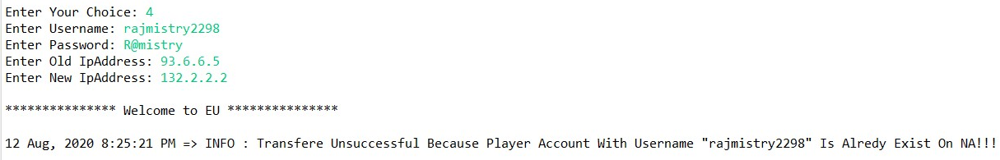 Enter Your Choice: 4
Enter Username: rajmistry2298
Enter Password: R@mistry
Enter Old IpAddress: 93.6.6.5
Enter New IpAddress: 132.2.2.2
*************** Welcome to EU ***************
12 Aug, 2020 8:25:21 PM => INFO : Transfere Unsuccessful Because Player Account With Username "rajmistry2298" Is Alredy Exist On NA!!!